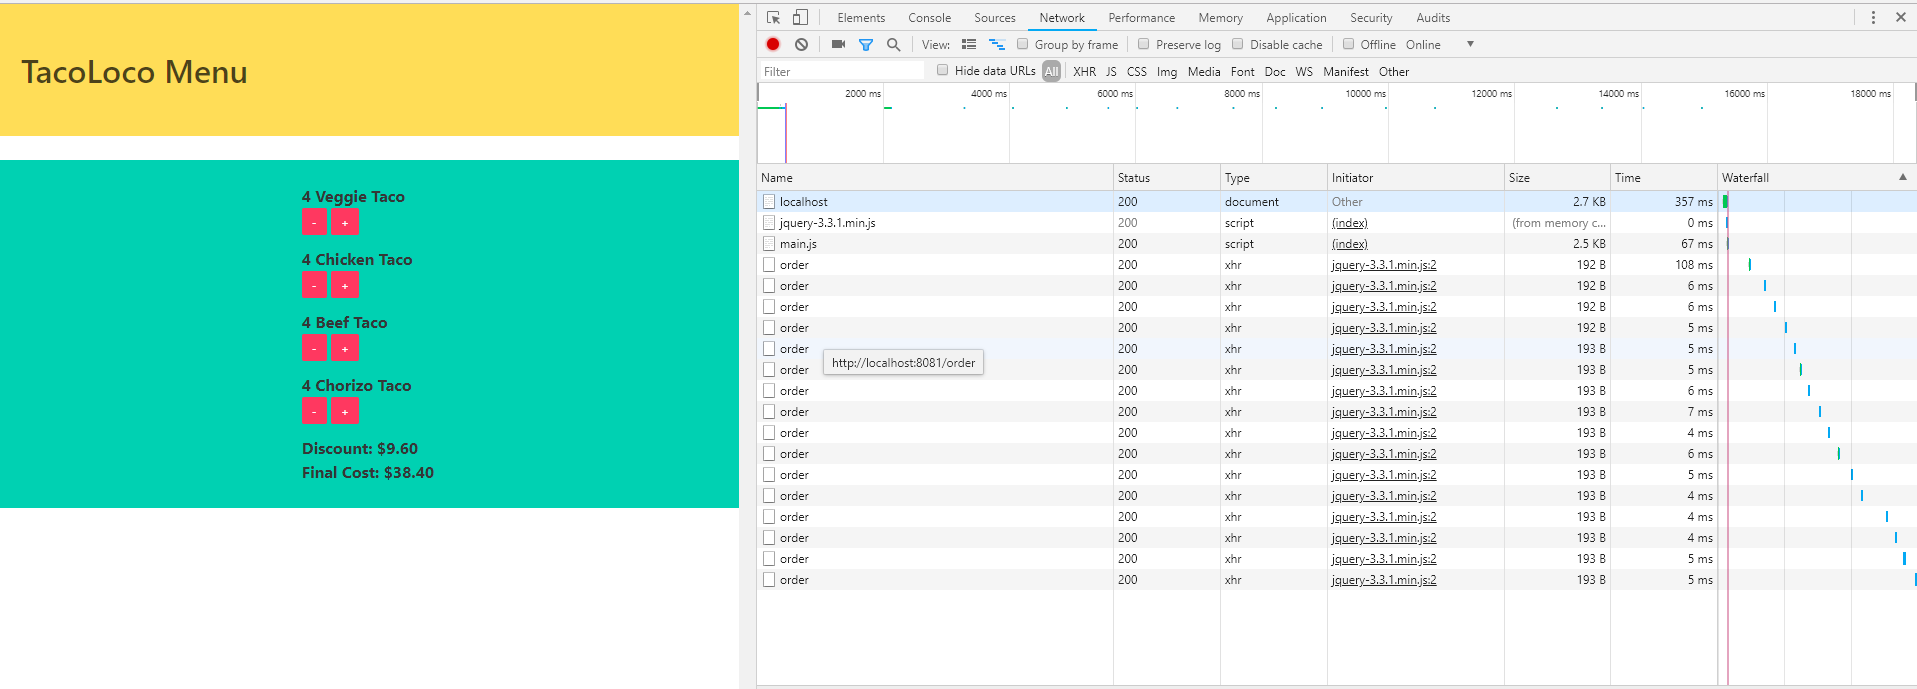 TacoLoco Menu
4 Veggie Taco
- +
4 Chicken Taco
- +
4 Beef Taco
- +
4 Chorizo Taco
- +
Discount: $9.60
Final Cost: $38.40
Elements Console Sources Network Performance Memory Application Security Audits
View: Group by frame Preserve log Disable cache Offline Online
Filter Hide data URLs All XHR JS CSS Img Media Font Doc WS Manifest Other
2000 ms 4000 ms 6000 ms 8000 ms 10000 ms 12000 ms 14000 ms 16000 ms 18000 ms
Name Status Type Initiator Size Time Waterfall
localhost 200 document Other 2.7 KB 357 ms
jquery-3.3.1.min.js 200 script (index) (from memory c... 0 ms
main.js 200 script (index) 2.5 KB 67 ms
order 200 xhr jquery-3.3.1.min.js:2 192 B 108 ms
order 200 xhr jquery-3.3.1.min.js:2 192 B 6 ms
order 200 xhr jquery-3.3.1.min.js:2 192 B 6 ms
order 200 xhr jquery-3.3.1.min.js:2 192 B 5 ms
order 200 xhr jquery-3.3.1.min.js:2 193 B 5 ms
http://localhost:8081/order
order 200 xhr jquery-3.3.1.min.js:2 193 B 5 ms
order 200 xhr jquery-3.3.1.min.js:2 193 B 6 ms
order 200 xhr jquery-3.3.1.min.js:2 193 B 7 ms
order 200 xhr jquery-3.3.1.min.js:2 193 B 4 ms
order 200 xhr jquery-3.3.1.min.js:2 193 B 6 ms
order 200 xhr jquery-3.3.1.min.js:2 193 B 5 ms
order 200 xhr jquery-3.3.1.min.js:2 193 B 4 ms
order 200 xhr jquery-3.3.1.min.js:2 193 B 4 ms
order 200 xhr jquery-3.3.1.min.js:2 193 B 4 ms
order 200 xhr jquery-3.3.1.min.js:2 193 B 5 ms
order 200 xhr jquery-3.3.1.min.js:2 193 B 5 ms